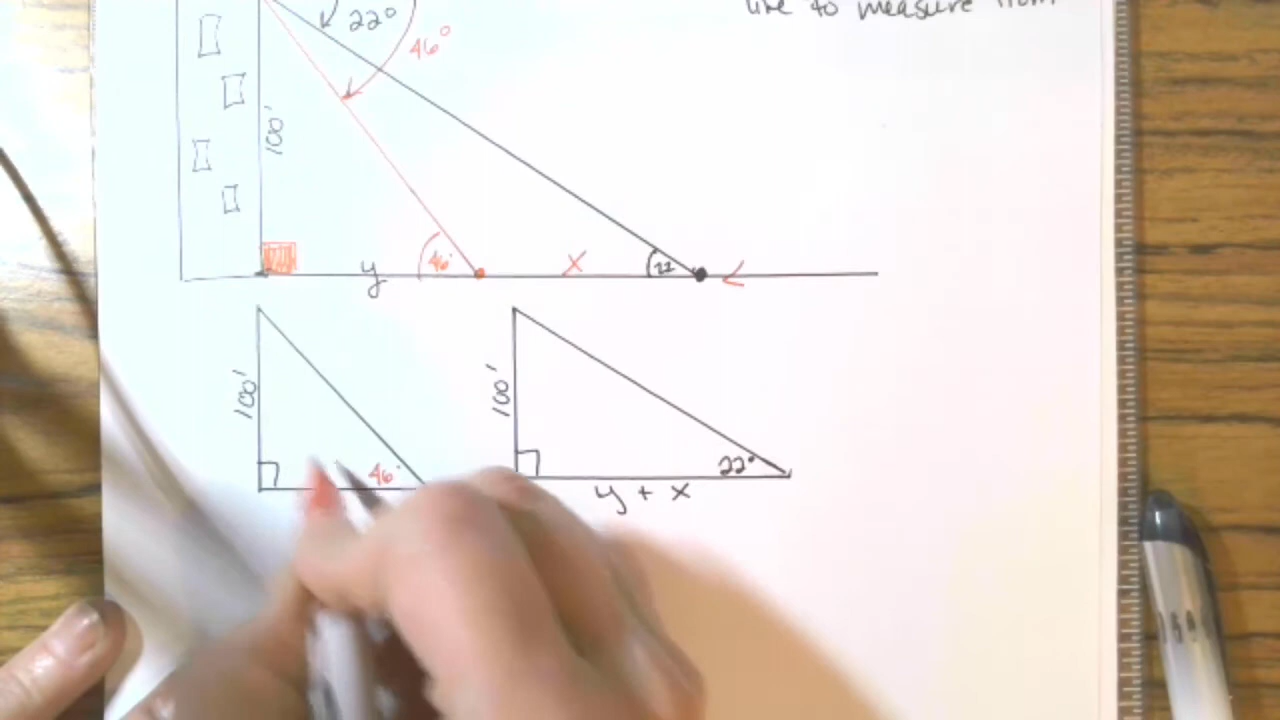 like to measure from
22°
46°
100'
y
46°
x
22
100'
46°
100'
22°
y + x